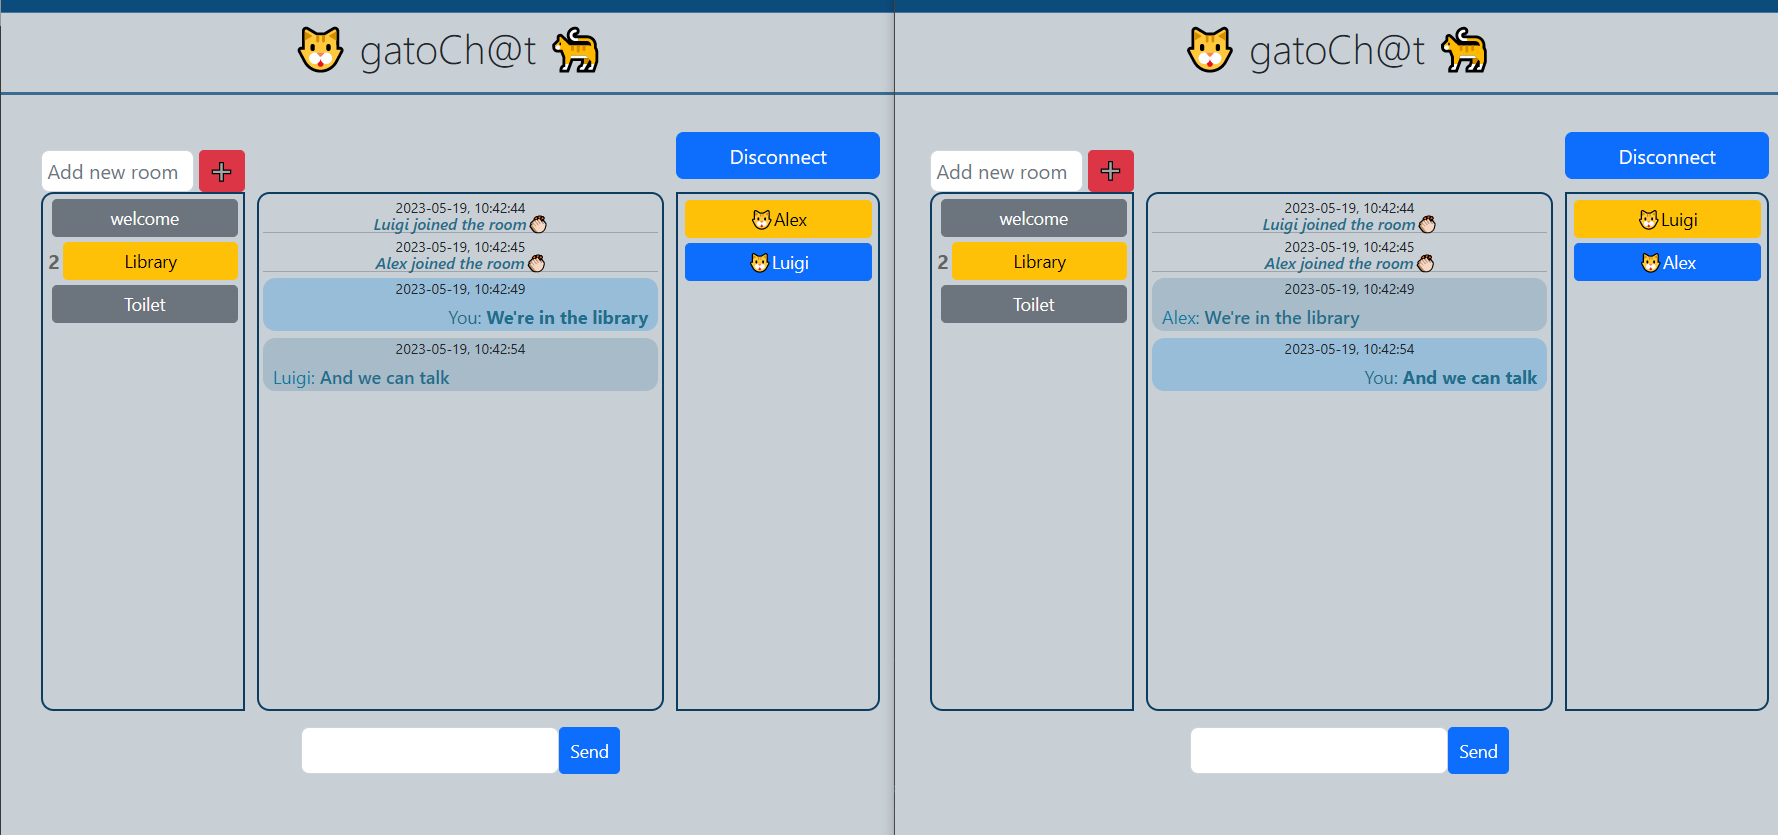 gatoCh@t
Disconnect
Add new room
welcome
2 Library
Toilet
2023-05-19, 10:42:44
Luigi joined the room
2023-05-19, 10:42:45
Alex joined the room
2023-05-19, 10:42:49
You: We're in the library
2023-05-19, 10:42:54
Luigi: And we can talk
Alex
Luigi
Send
gatoCh@t
Disconnect
Add new room
welcome
2 Library
Toilet
2023-05-19, 10:42:44
Luigi joined the room
2023-05-19, 10:42:45
Alex joined the room
2023-05-19, 10:42:49
Alex: We're in the library
2023-05-19, 10:42:54
You: And we can talk
Luigi
Alex
Send